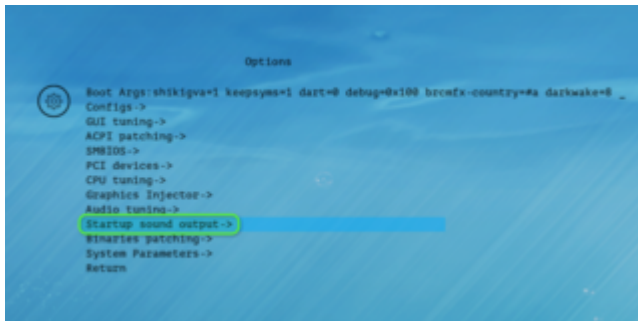 Options
Boot Args:shikigva=1 keepsyms=1 dart=0 debug=0x100 brcmfx-country=#a darkwake=8 _
Configs->
GUI tuning->
ACPI patching->
SMBIOS->
PCI devices->
CPU tuning->
Graphics Injector->
Audio tuning->
Startup sound output->
Binaries patching->
System Parameters->
Return